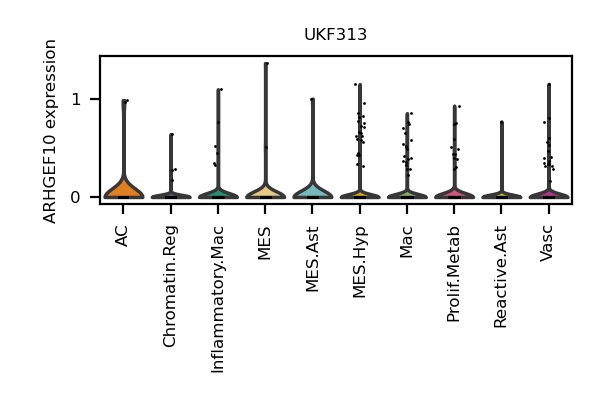 UKF313
ARHGEF10 expression
1
0
AC
Chromatin.Reg
Inflammatory.Mac
MES
MES.Ast
MES.Hyp
Mac
Prolif.Metab
Reactive.Ast
Vasc